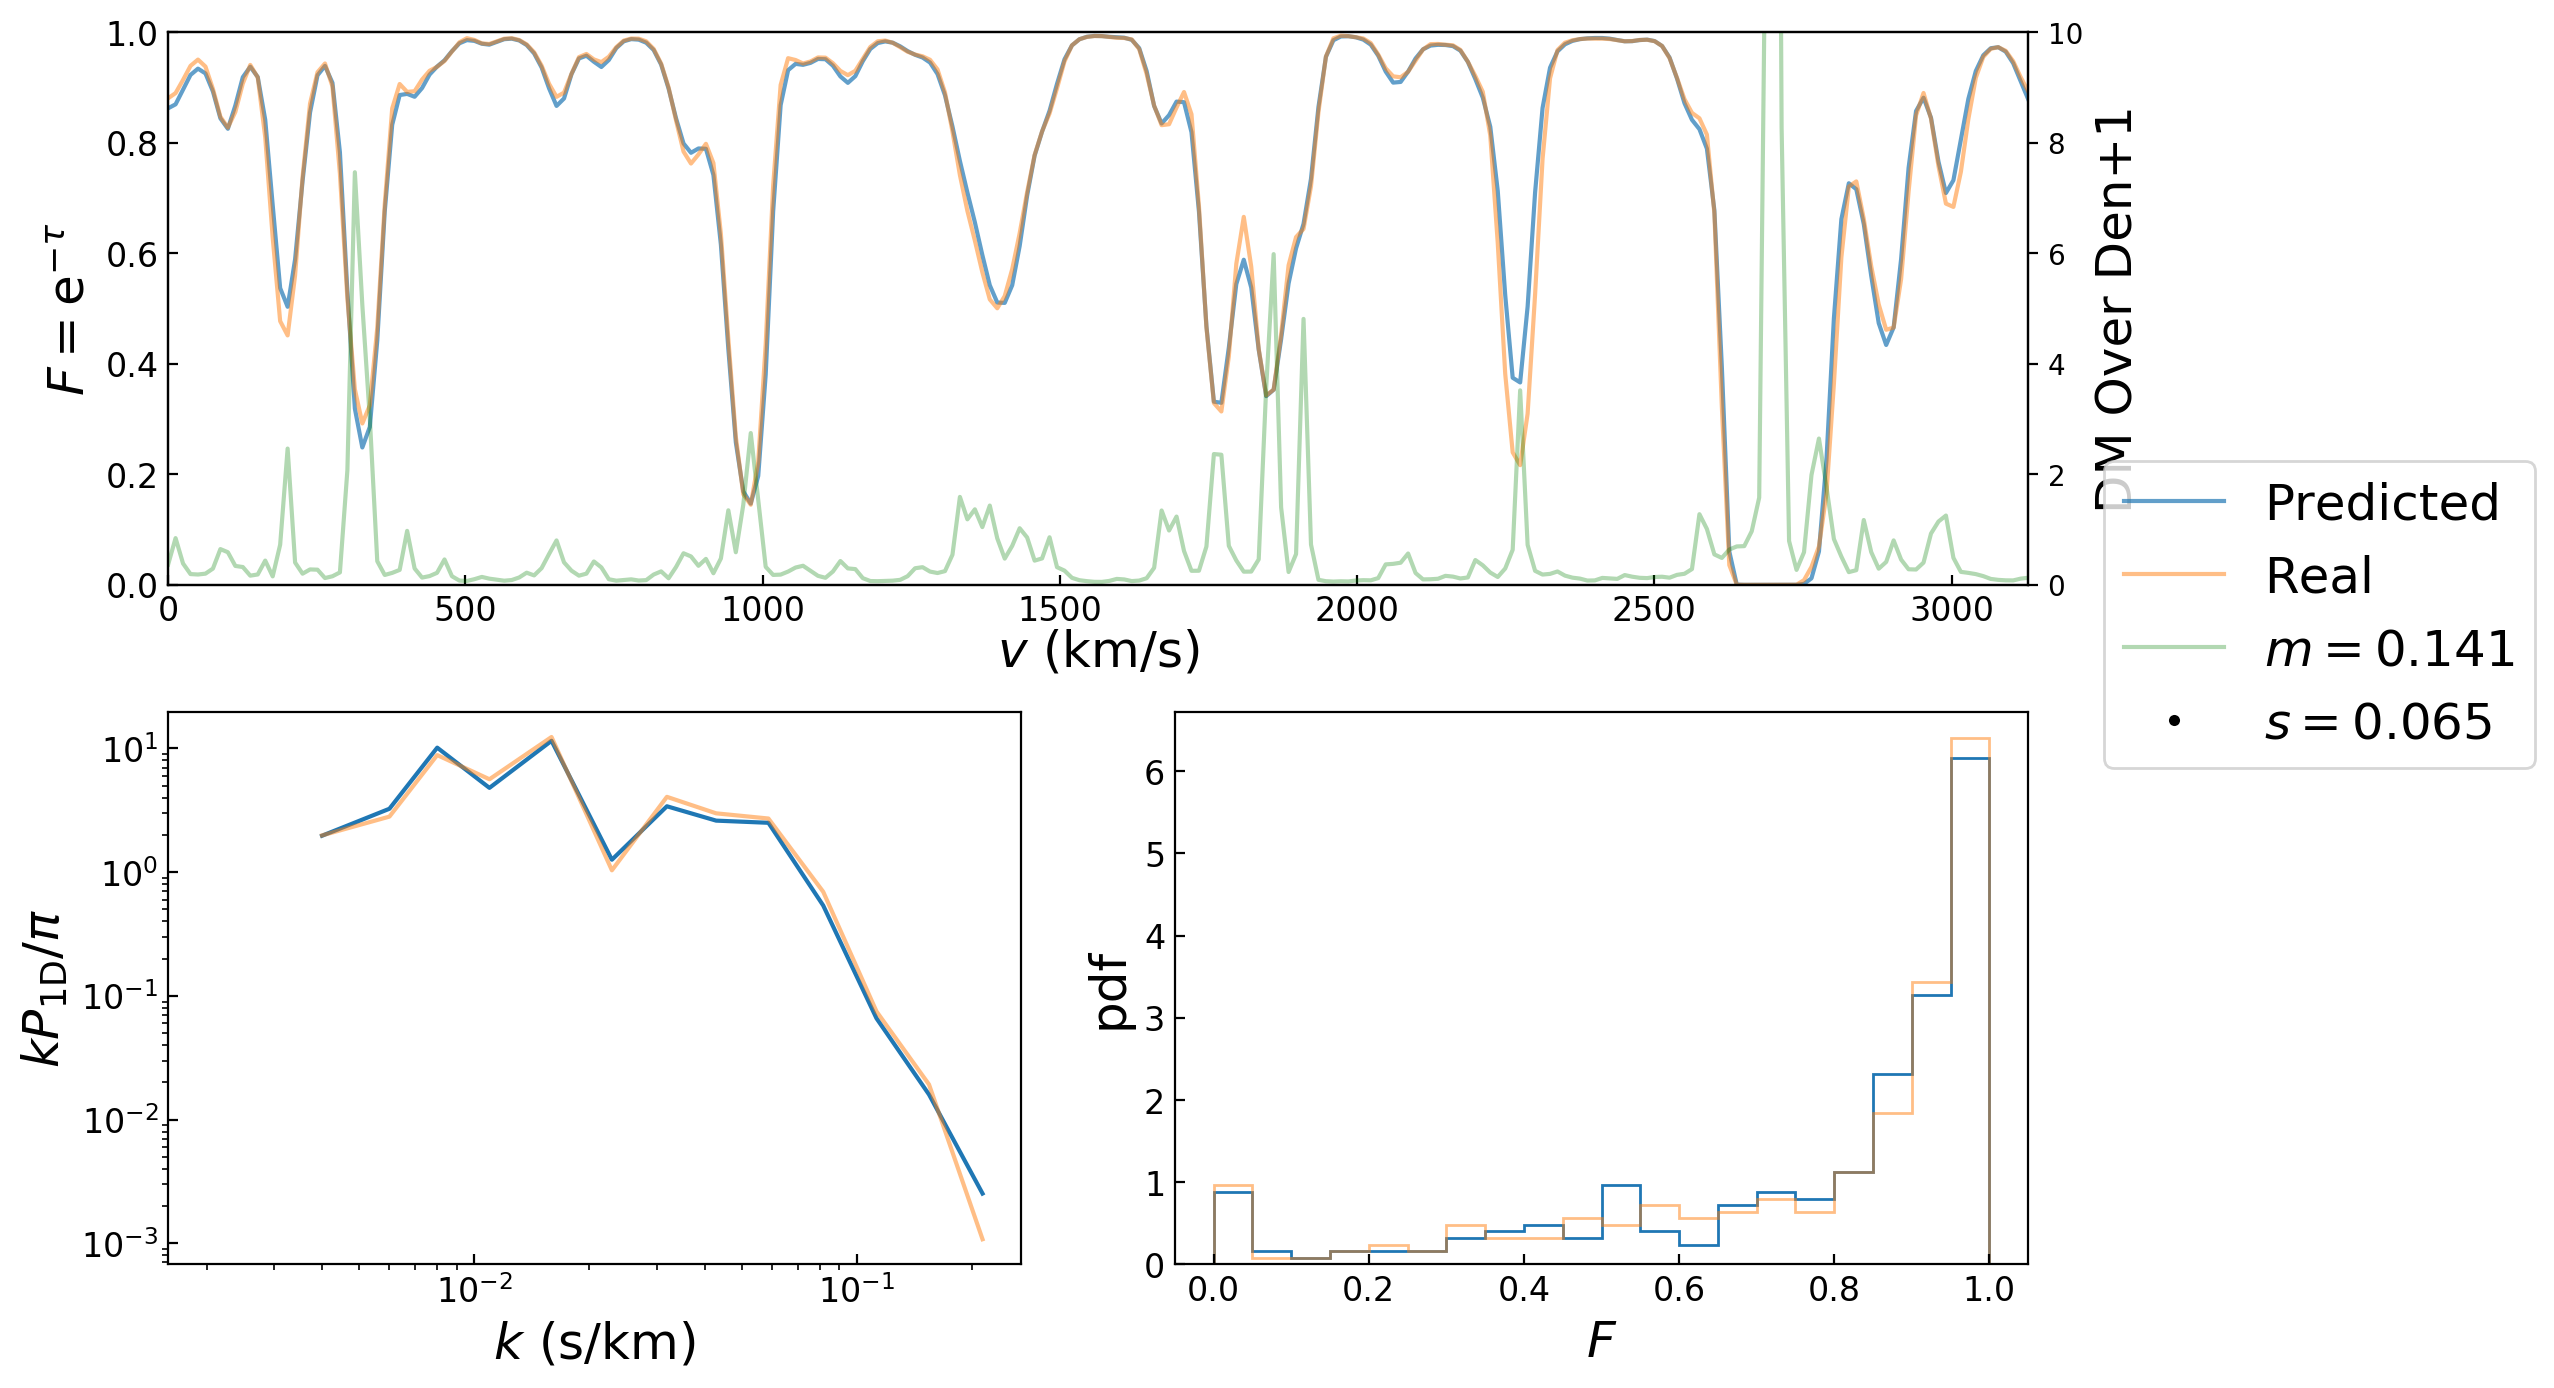 1.0
0.8
0.6
0.4
0.2
0.0
F = e^{−τ}
10
8
6
4
2
0
DM Over Den+1
0 500 1000 1500 2000 2500 3000
v (km/s)
Predicted
Real
m = 0.141
s = 0.065
10^1
10^0
10^{−1}
10^{−2}
10^{−3}
kP_{1D}/π
10^{−2} 10^{−1}
k (s/km)
6
5
4
3
2
1
0
pdf
0.0 0.2 0.4 0.6 0.8 1.0
F